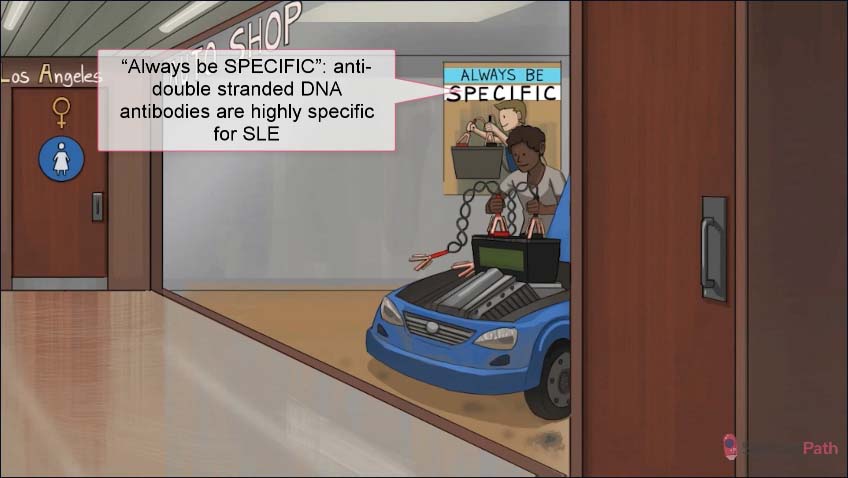 AUTO SHOP
Los Angeles
“Always be SPECIFIC”: anti-
double stranded DNA
antibodies are highly specific
for SLE
ALWAYS BE
SPECIFIC
Path